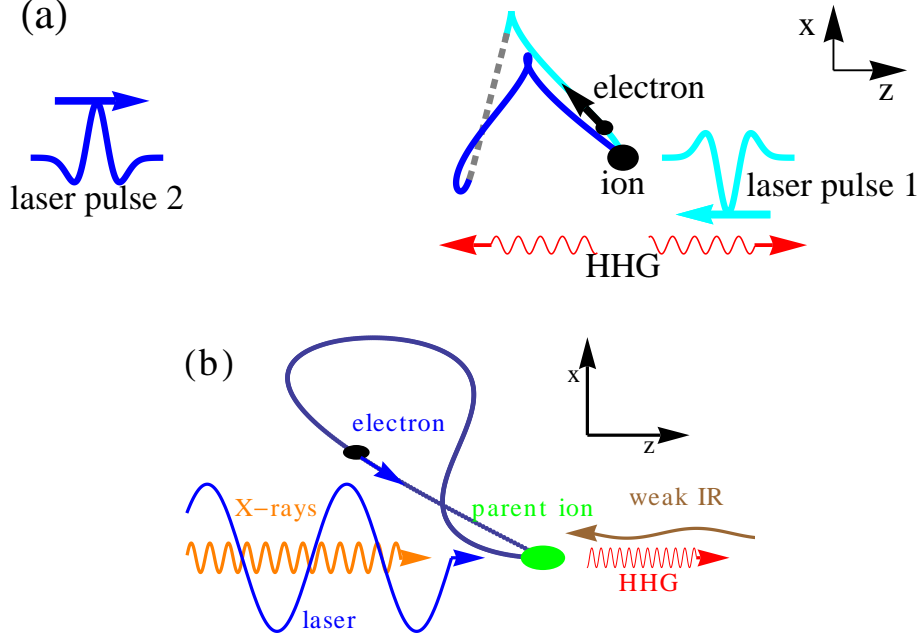 (a)
x
z
electron
ion
laser pulse 2
laser pulse 1
HHG
(b)
x
z
electron
X-rays
parent ion
weak IR
HHG
laser